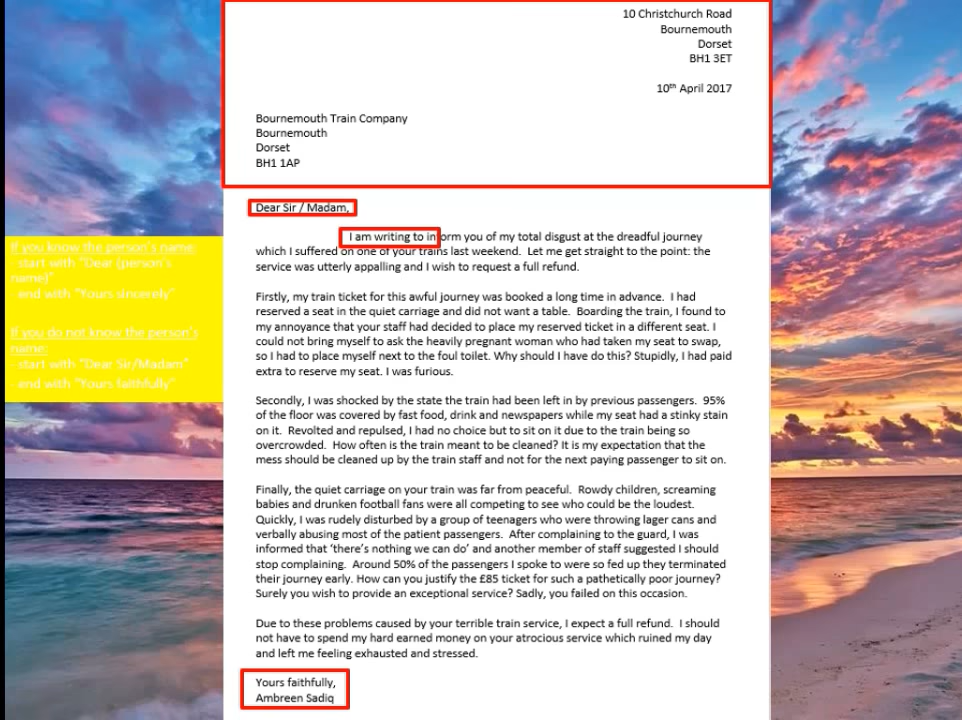 10 Christchurch Road
Bournemouth
Dorset
BH1 3ET
10th April 2017
Bournemouth Train Company
Bournemouth
Dorset
BH1 1AP
Dear Sir / Madam,
I am writing to inform you of my total disgust at the dreadful journey
which I suffered on one of your trains last weekend. Let me get straight to the point: the
service was utterly appalling and I wish to request a full refund.
Firstly, my train ticket for this awful journey was booked a long time in advance. I had
reserved a seat in the quiet carriage and did not want a table. Boarding the train, I found to
my annoyance that your staff had decided to place my reserved ticket in a different seat. I
could not bring myself to ask the heavily pregnant woman who had taken my seat to swap,
so I had to place myself next to the foul toilet. Why should I have do this? Stupidly, I had paid
extra to reserve my seat. I was furious.
Secondly, I was shocked by the state the train had been left in by previous passengers. 95%
of the floor was covered by fast food, drink and newspapers while my seat had a stinky stain
on it. Revolted and repulsed, I had no choice but to sit on it due to the train being so
overcrowded. How often is the train meant to be cleaned? It is my expectation that the
mess should be cleaned up by the train staff and not for the next paying passenger to sit on.
Finally, the quiet carriage on your train was far from peaceful. Rowdy children, screaming
babies and drunken football fans were all competing to see who could be the loudest.
Quickly, I was rudely disturbed by a group of teenagers who were throwing lager cans and
verbally abusing most of the patient passengers. After complaining to the guard, I was
informed that ‘there’s nothing we can do’ and another member of staff suggested I should
stop complaining. Around 50% of the passengers I spoke to were so fed up they terminated
their journey early. How can you justify the £85 ticket for such a pathetically poor journey?
Surely you wish to provide an exceptional service? Sadly, you failed on this occasion.
Due to these problems caused by your terrible train service, I expect a full refund. I should
not have to spend my hard earned money on your atrocious service which ruined my day
and left me feeling exhausted and stressed.
Yours faithfully,
Ambreen Sadiq
If you know the person's name:
- start with "Dear (person's
name)"
- end with "Yours sincerely"
If you do not know the person's
name:
- start with "Dear Sir/Madam"
- end with "Yours faithfully"